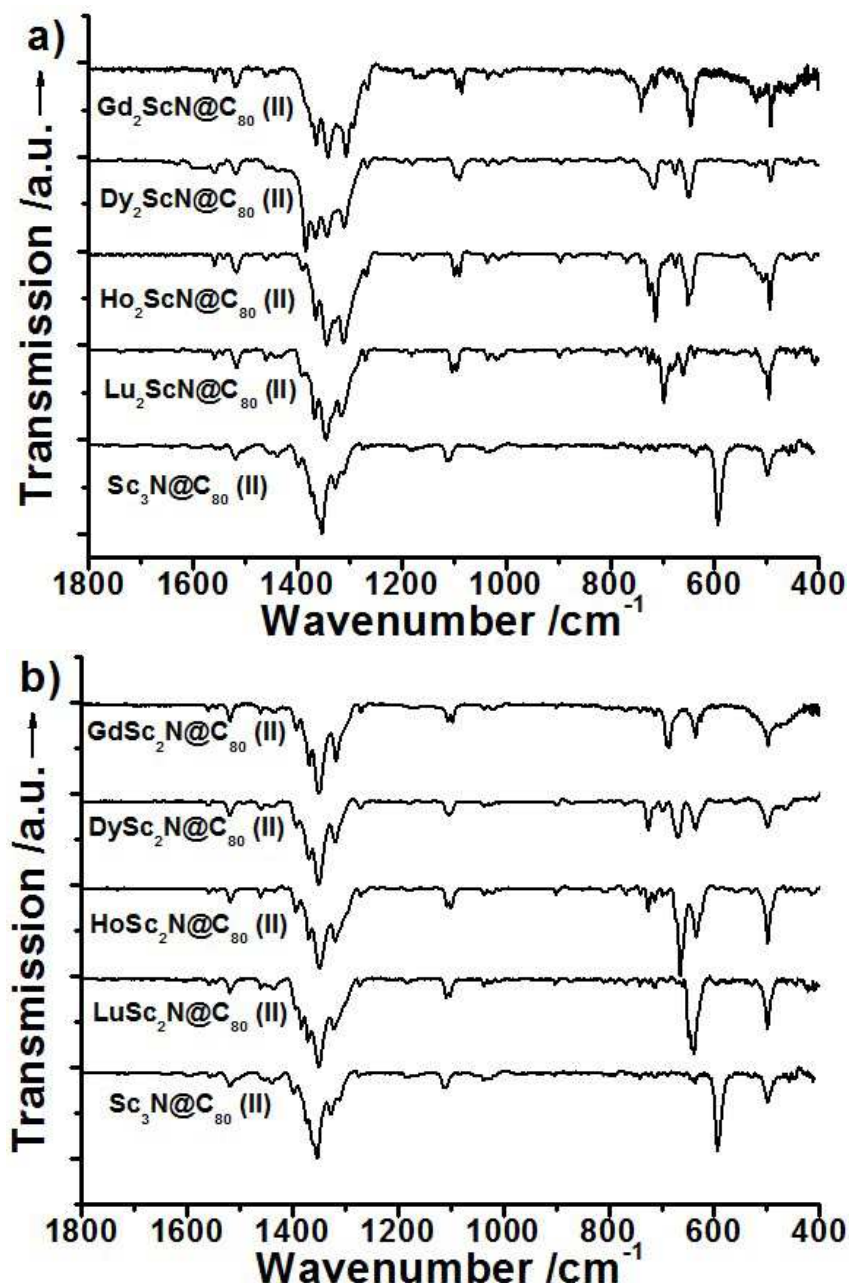 a)
Transmission /a.u.
Gd₂ScN@C₈₀ (II)
Dy₂ScN@C₈₀ (II)
Ho₂ScN@C₈₀ (II)
Lu₂ScN@C₈₀ (II)
Sc₃N@C₈₀ (II)
1800 1600 1400 1200 1000 800 600 400
Wavenumber /cm⁻¹
b)
Transmission /a.u.
GdSc₂N@C₈₀ (II)
DySc₂N@C₈₀ (II)
HoSc₂N@C₈₀ (II)
LuSc₂N@C₈₀ (II)
Sc₃N@C₈₀ (II)
1800 1600 1400 1200 1000 800 600 400
Wavenumber /cm⁻¹